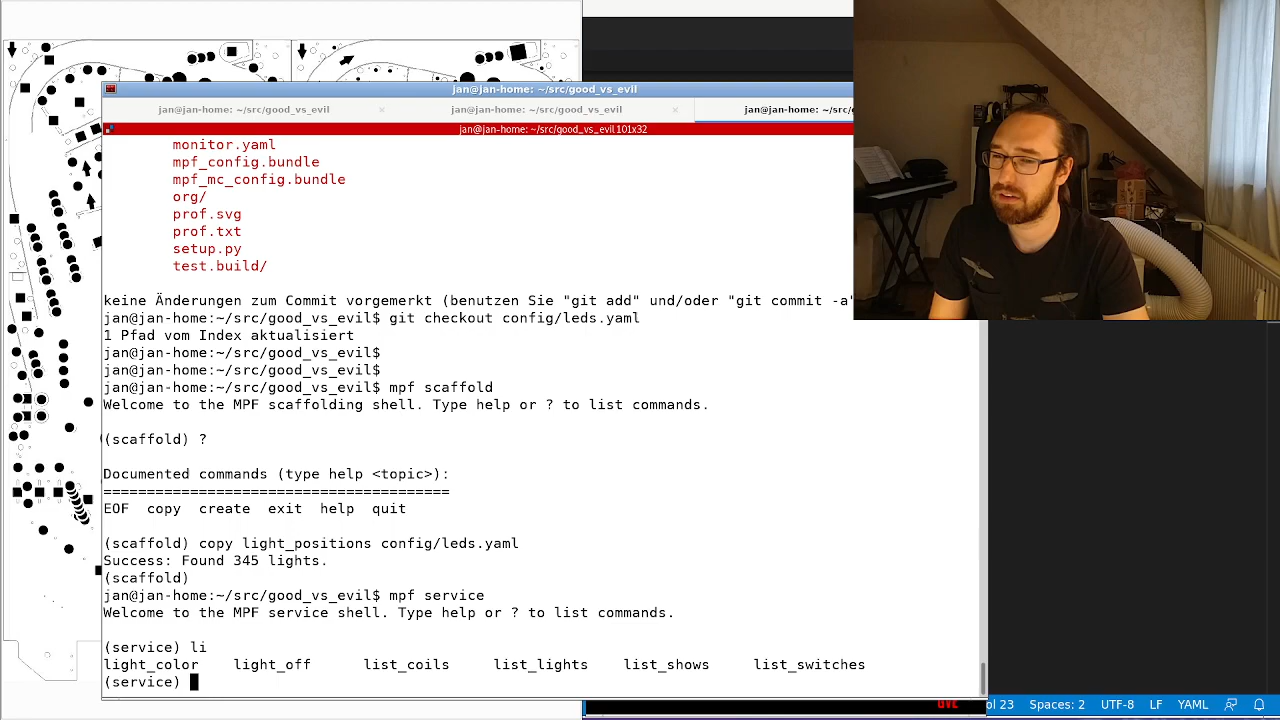 jan@jan-home: ~/src/good_vs_evil
jan@jan-home: ~/src/good_vs_evil × jan@jan-home: ~/src/good_vs_evil × jan@jan-home: ~/src/
jan@jan-home: ~/src/good_vs_evil 101x32
monitor.yaml
mpf_config.bundle
mpf_mc_config.bundle
org/
prof.svg
prof.txt
setup.py
test.build/
keine Änderungen zum Commit vorgemerkt (benutzen Sie "git add" und/oder "git commit -a"
jan@jan-home:~/src/good_vs_evil$ git checkout config/leds.yaml
1 Pfad vom Index aktualisiert
jan@jan-home:~/src/good_vs_evil$
jan@jan-home:~/src/good_vs_evil$
jan@jan-home:~/src/good_vs_evil$ mpf scaffold
Welcome to the MPF scaffolding shell. Type help or ? to list commands.
(scaffold) ?
Documented commands (type help <topic>):
========================================
EOF copy create exit help quit
(scaffold) copy light_positions config/leds.yaml
Success: Found 345 lights.
(scaffold)
jan@jan-home:~/src/good_vs_evil$ mpf service
Welcome to the MPF service shell. Type help or ? to list commands.
(service) li
light_color light_off list_coils list_lights list_shows list_switches
(service)
ol 23 Spaces: 2 UTF-8 LF YAML